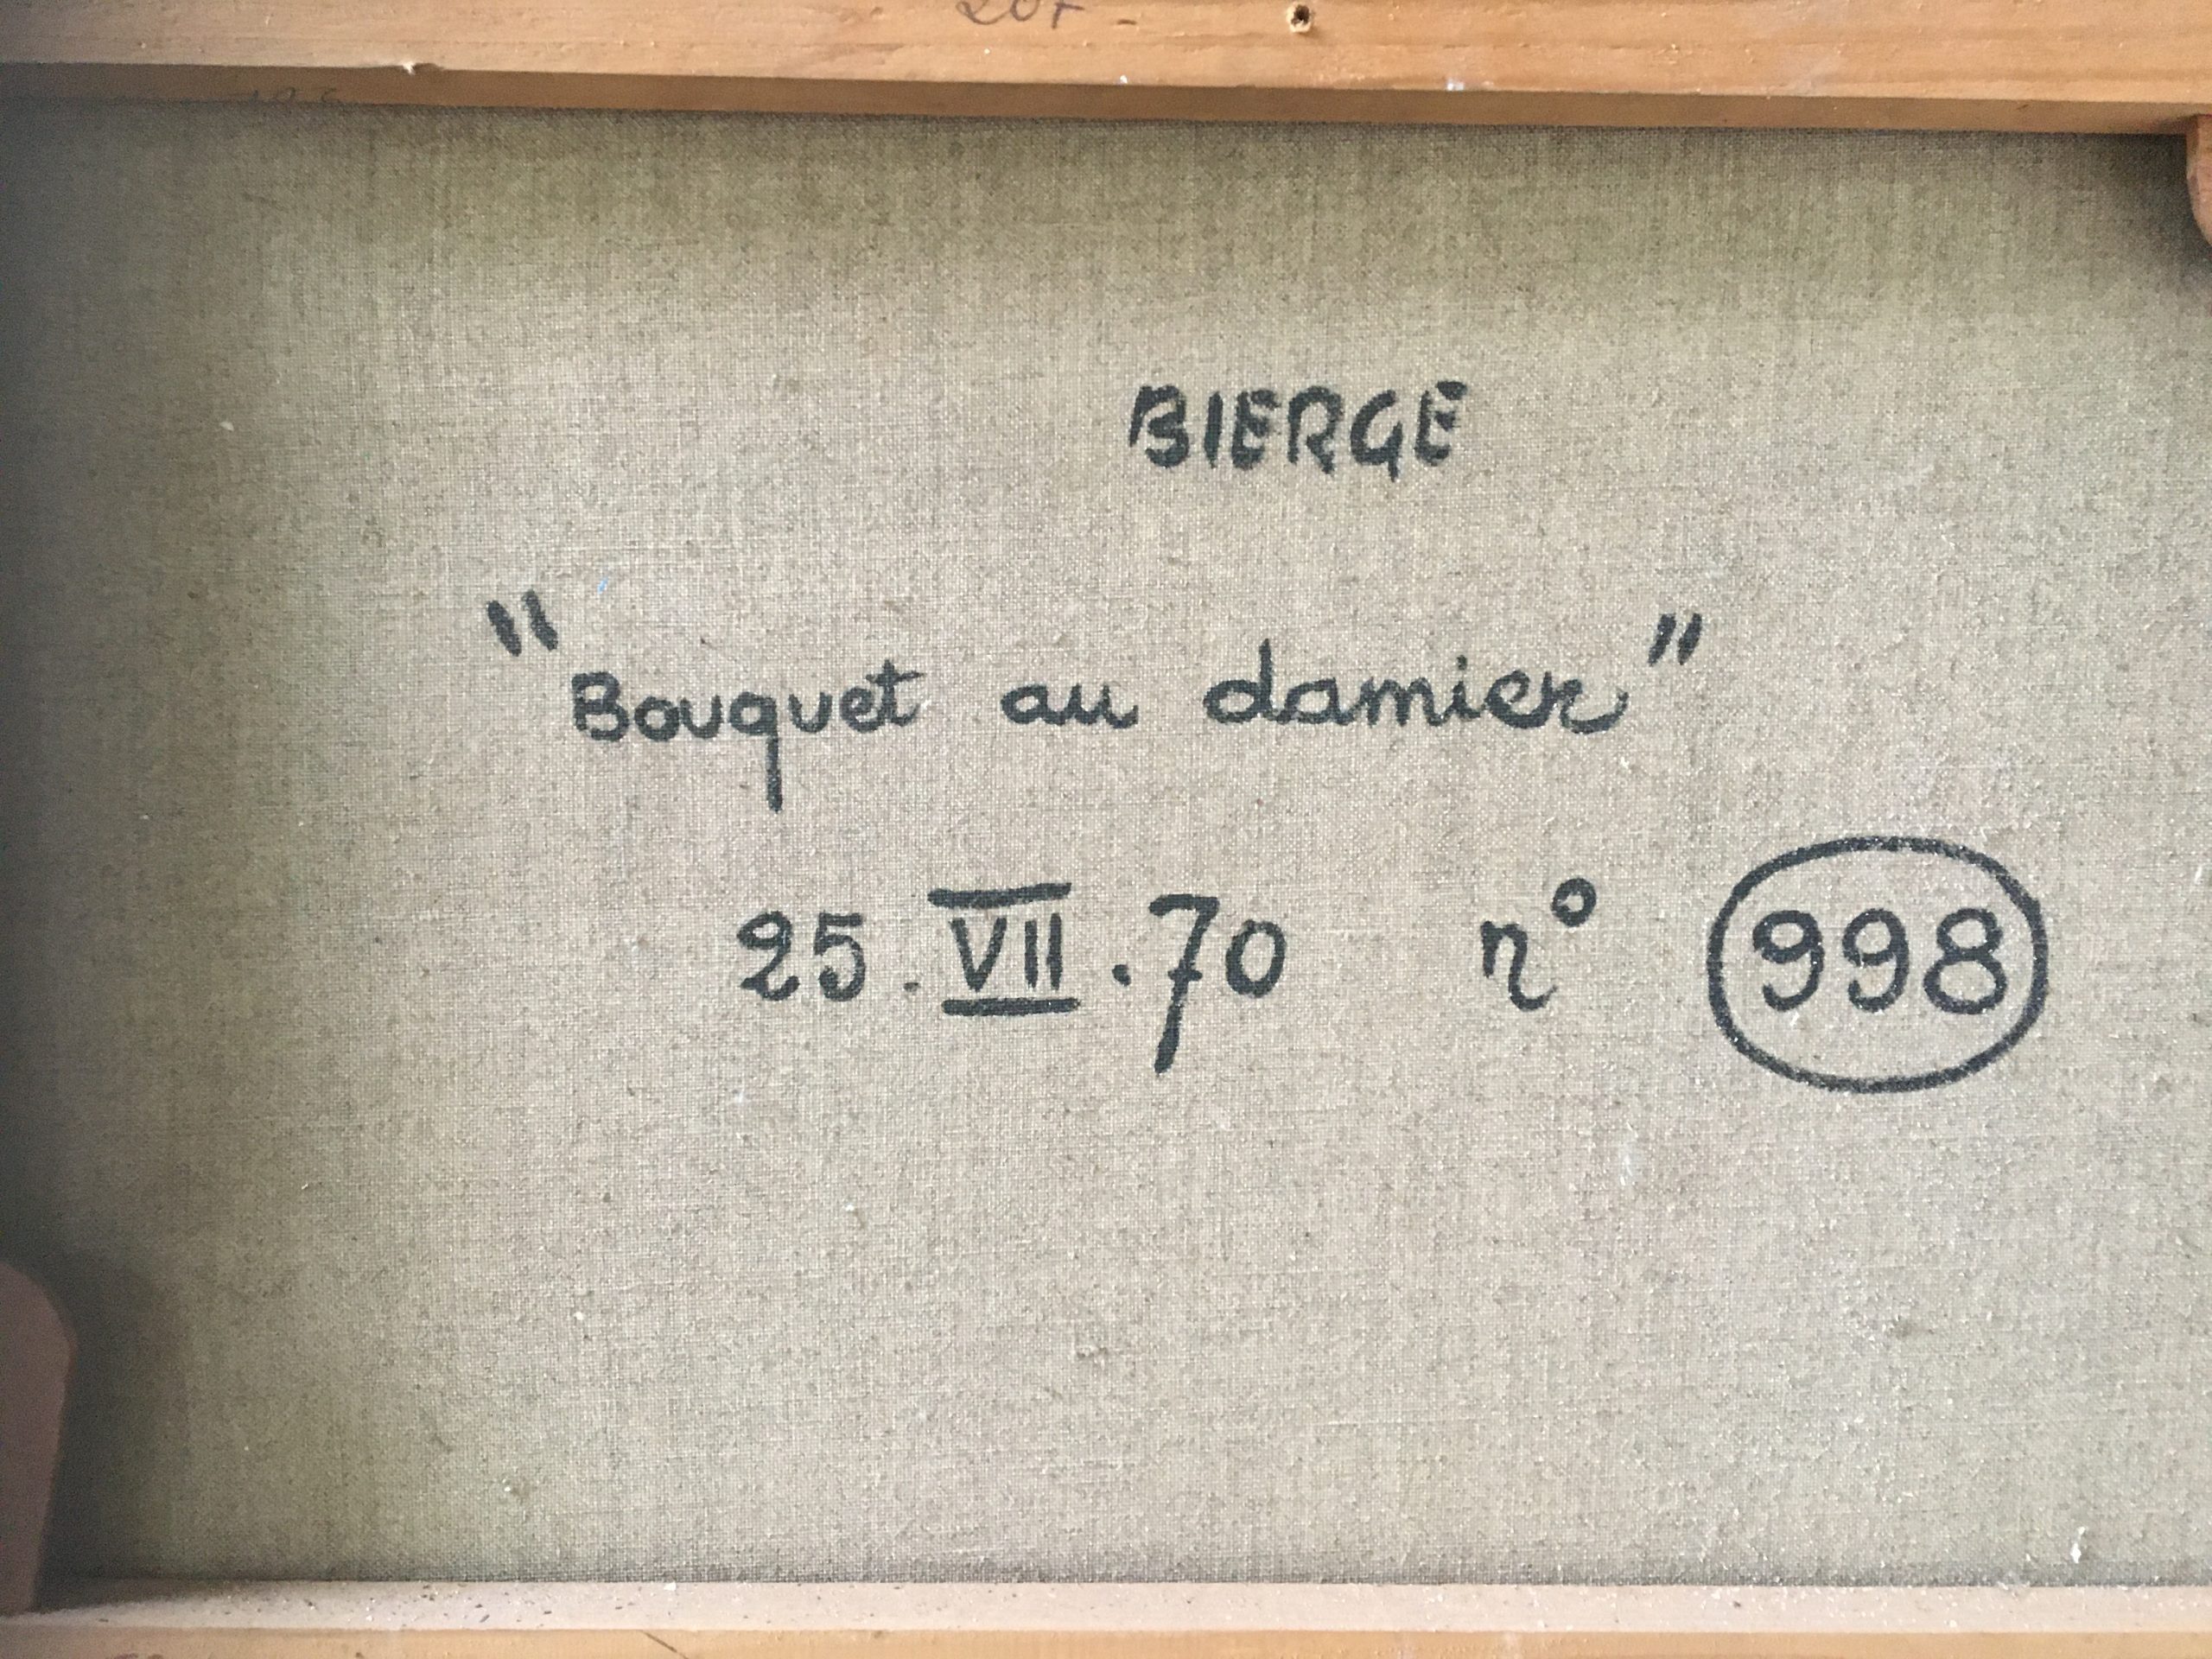 BIERGE
"Bouquet au damier"
25.VII.70 n° 998